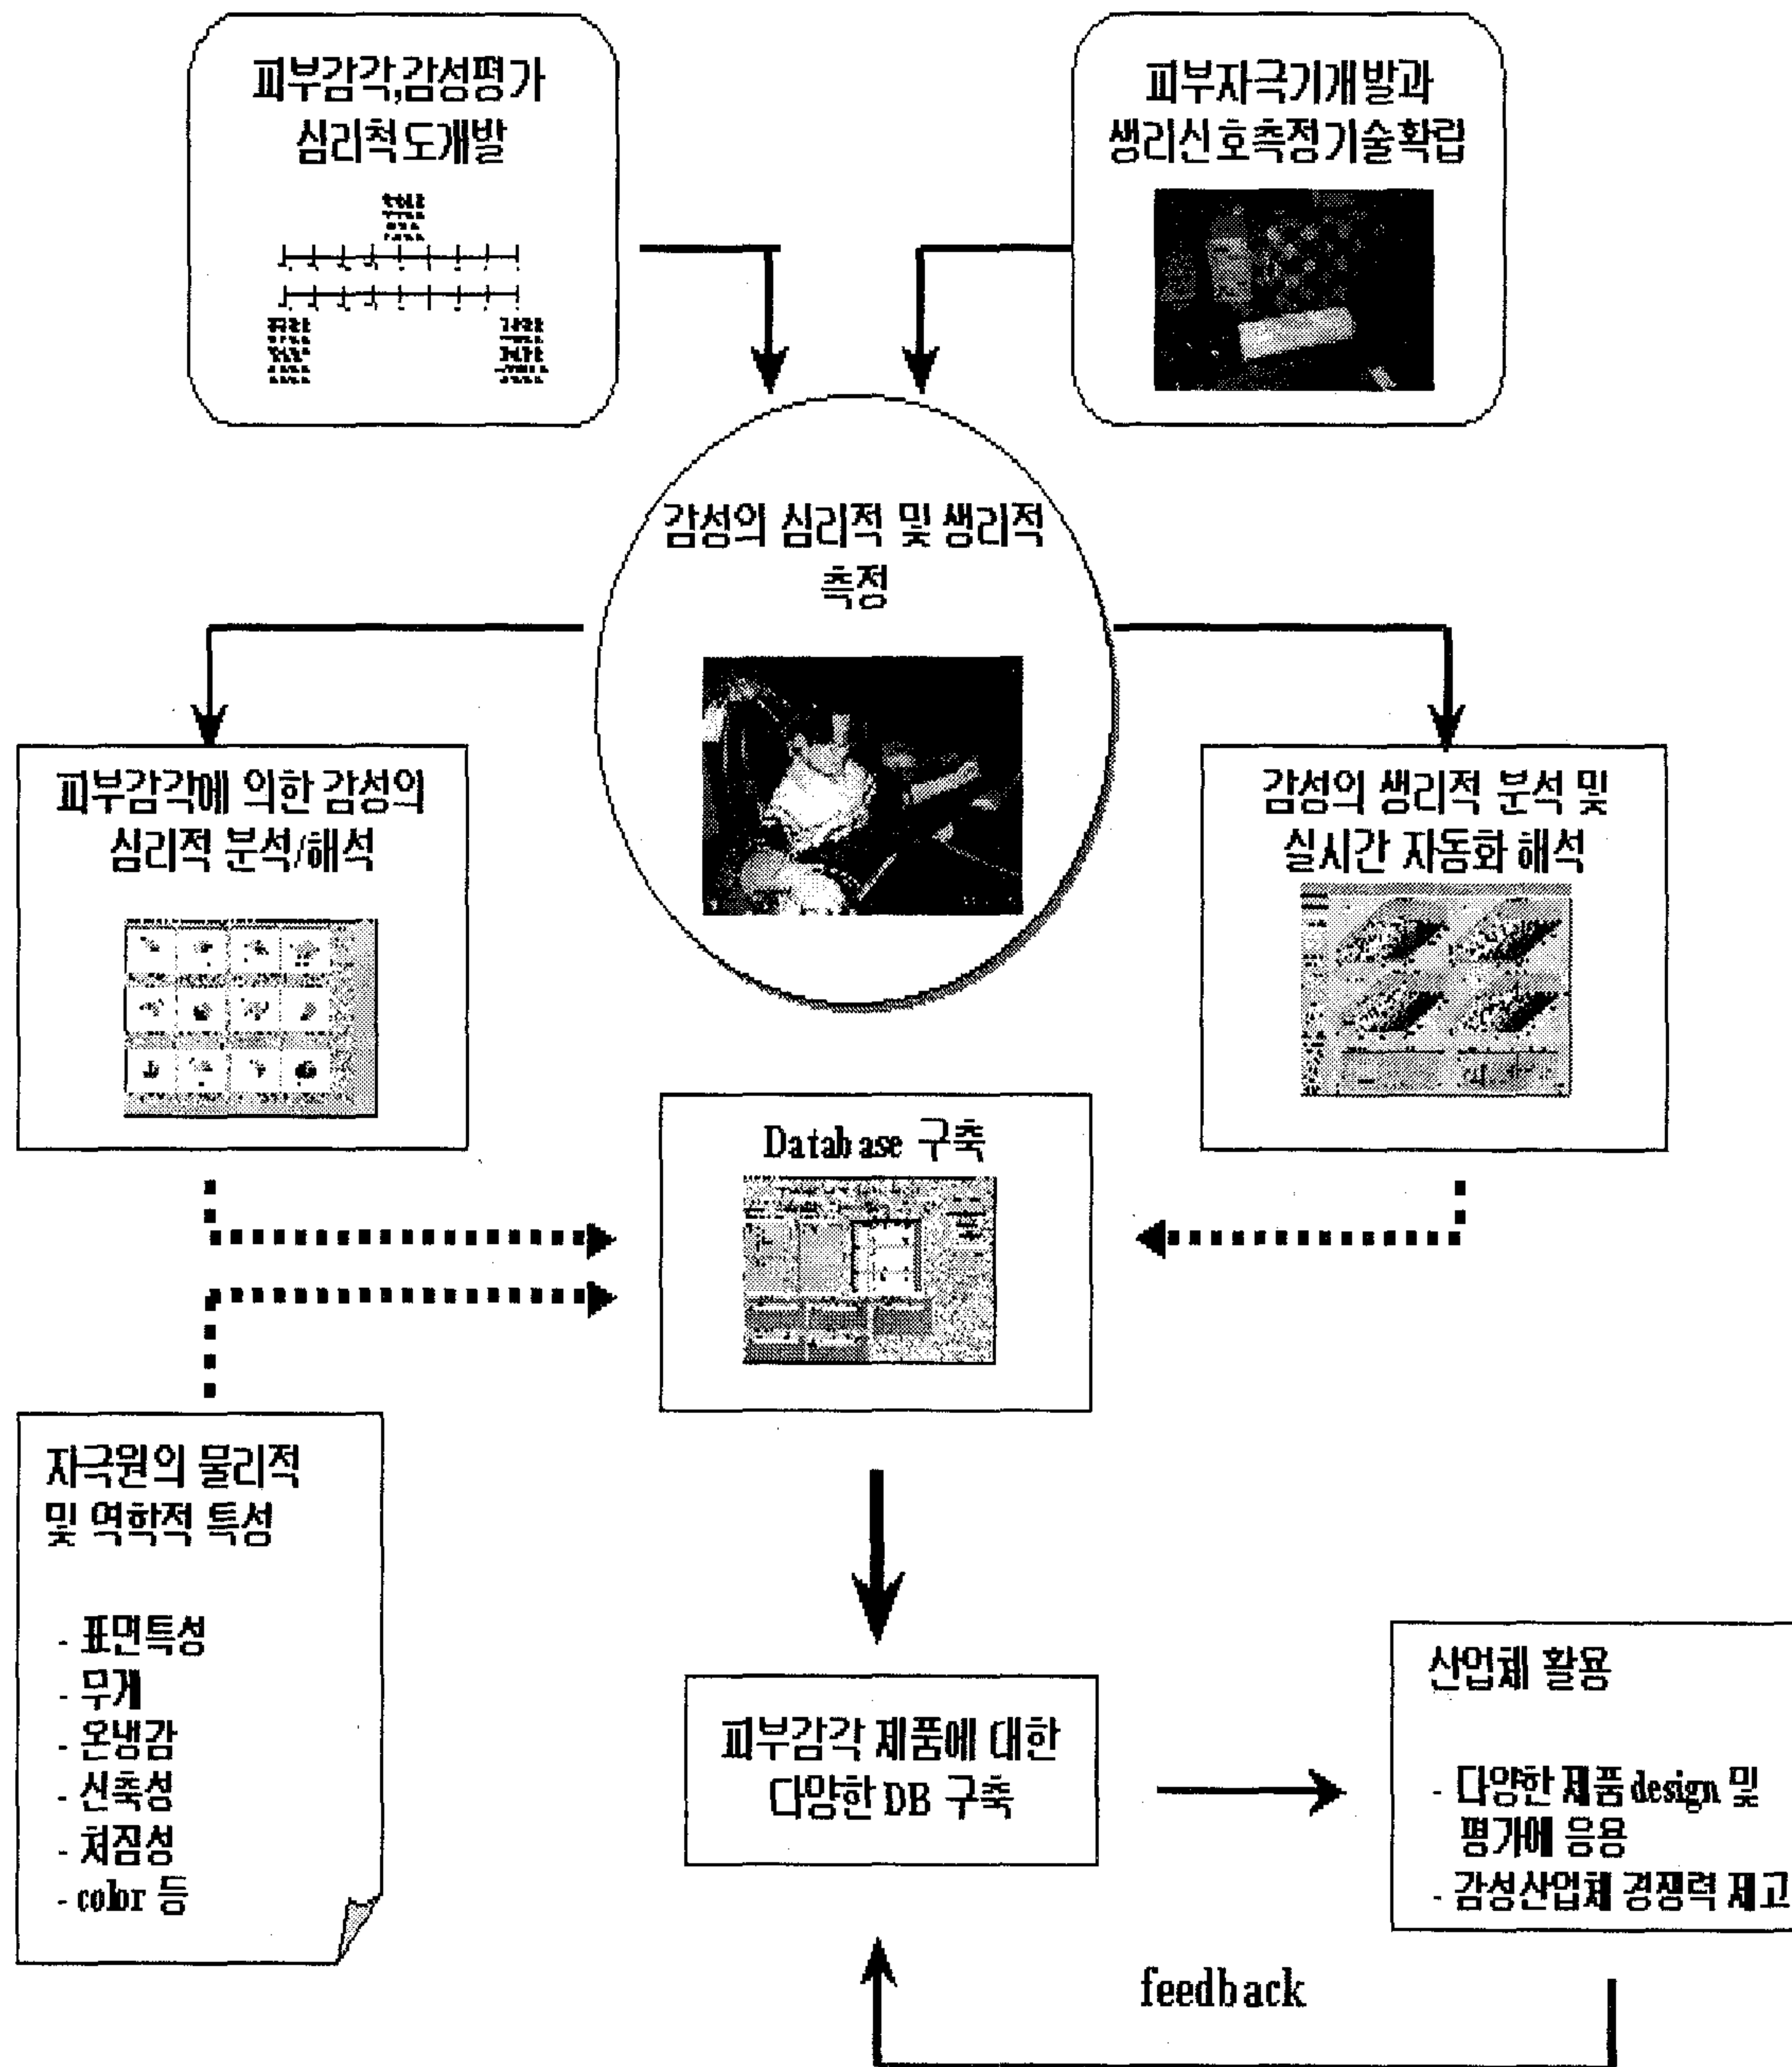 피부감각,감성평가
심리척도개발
피부자극기개발과
생리신호측정기술확립
감성의 심리적 및 생리적
측정
피부감각에 의한 감성의
심리적 분석/해석
감성의 생리적 분석 및
실시간 자동화 해석
Database 구축
자극원의 물리적
및 역학적 특성
- 표면특성
- 무게
- 온냉감
- 신축성
- 처짐성
- color 등
피부감각 제품에 대한
다양한 DB 구축
산업체 활용
- 다양한 제품 design 및
평가에 응용
- 감성산업체 경쟁력 제고
feedback